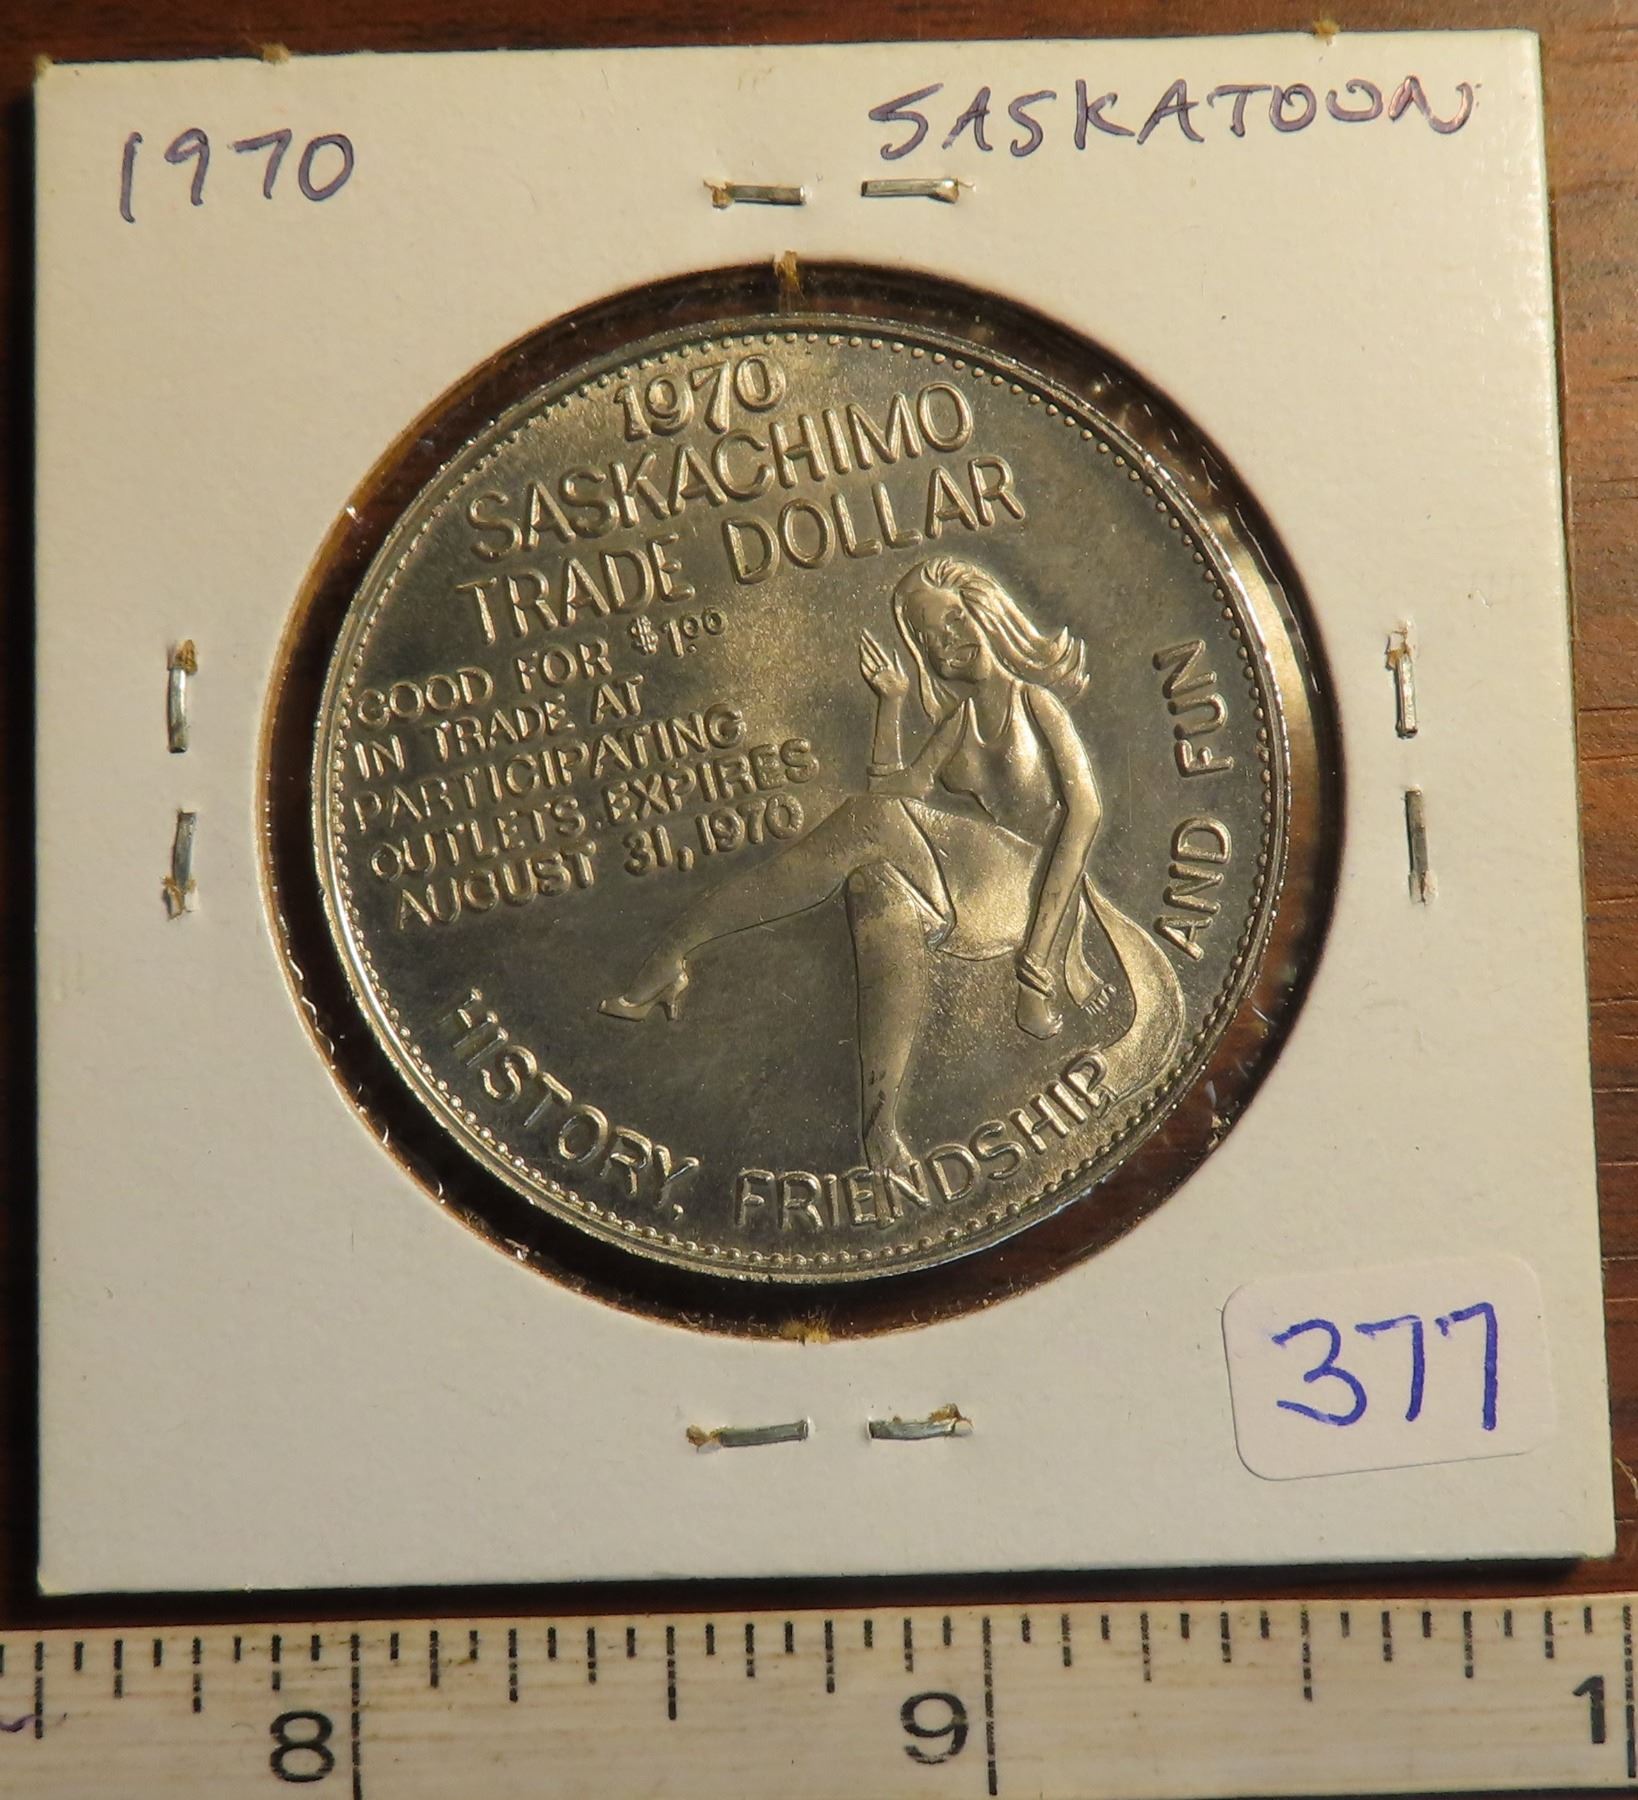 1970
SASKATOON
1970
SASKACHIMO
TRADE DOLLAR
GOOD FOR $1.00
IN TRADE AT
PARTICIPATING
OUTLETS. EXPIRES
AUGUST 31, 1970
HISTORY, FRIENDSHIP
AND FUN
377
8
9
1